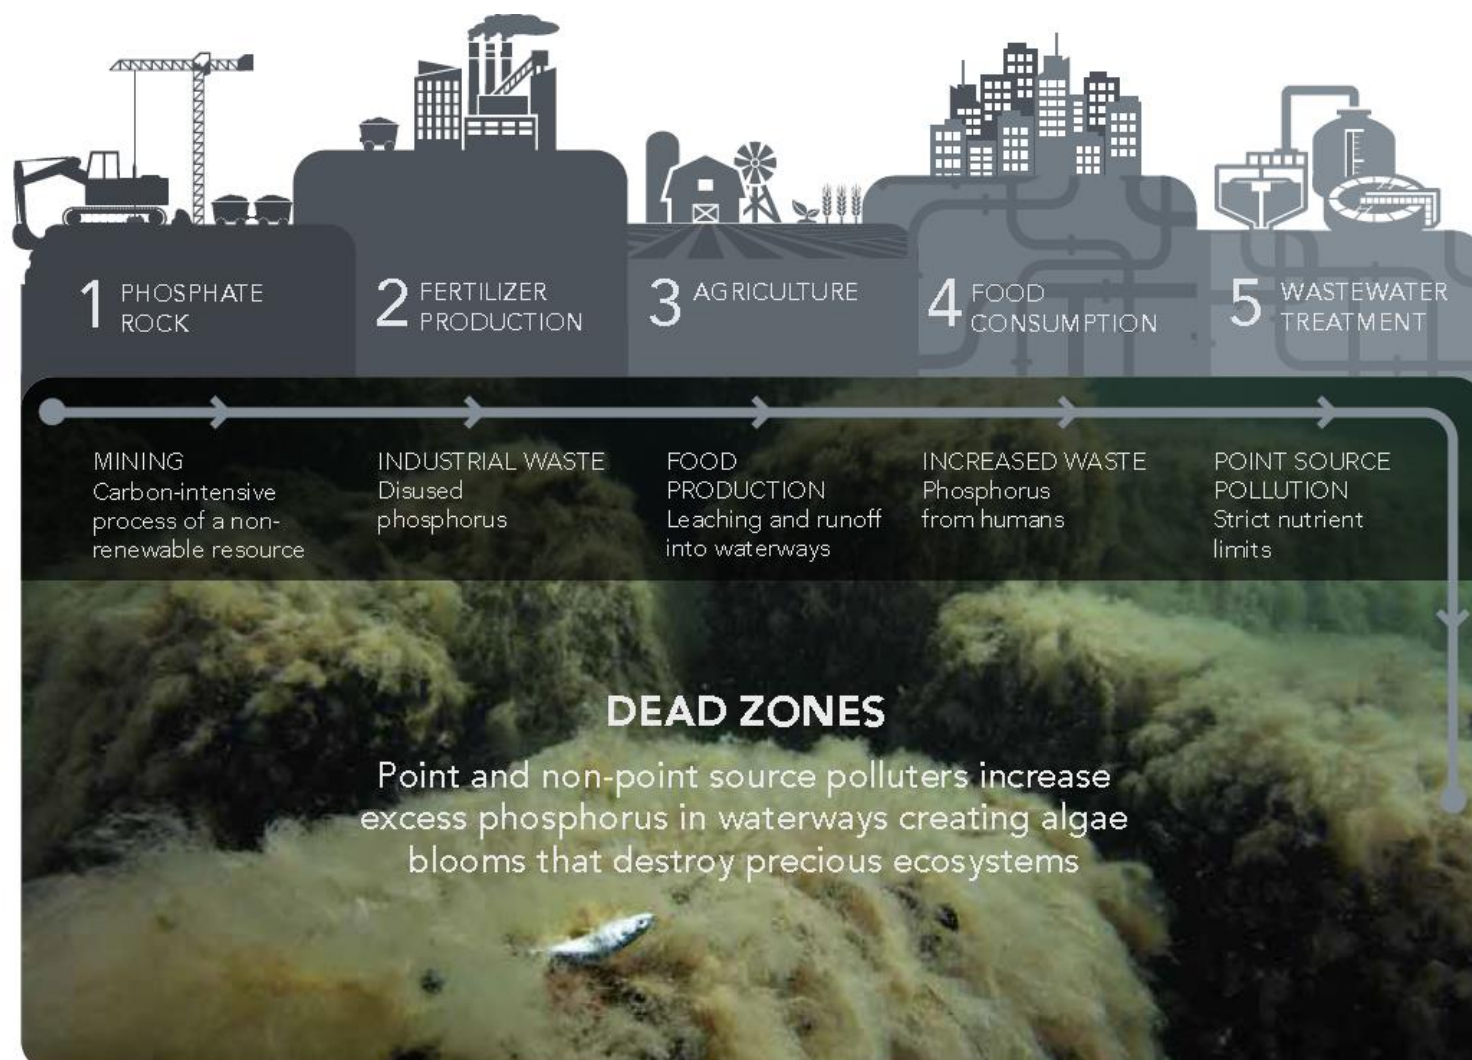 1 PHOSPHATE
ROCK
2 FERTILIZER
PRODUCTION
3 AGRICULTURE
4 FOOD
CONSUMPTION
5 WASTEWATER
TREATMENT
MINING
Carbon-intensive
process of a non-
renewable resource
INDUSTRIAL WASTE
Disused
phosphorus
FOOD
PRODUCTION
Leaching and runoff
into waterways
INCREASED WASTE
Phosphorus
from humans
POINT SOURCE
POLLUTION
Strict nutrient
limits
DEAD ZONES
Point and non-point source polluters increase
excess phosphorus in waterways creating algae
blooms that destroy precious ecosystems